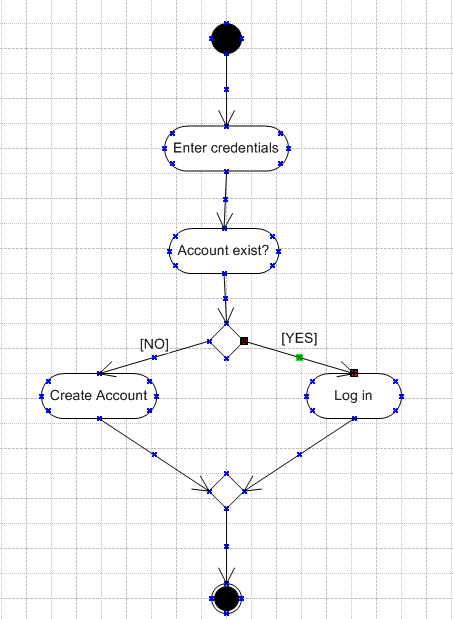 Enter credentials
Account exist?
[NO]
[YES]
Create Account
Log in